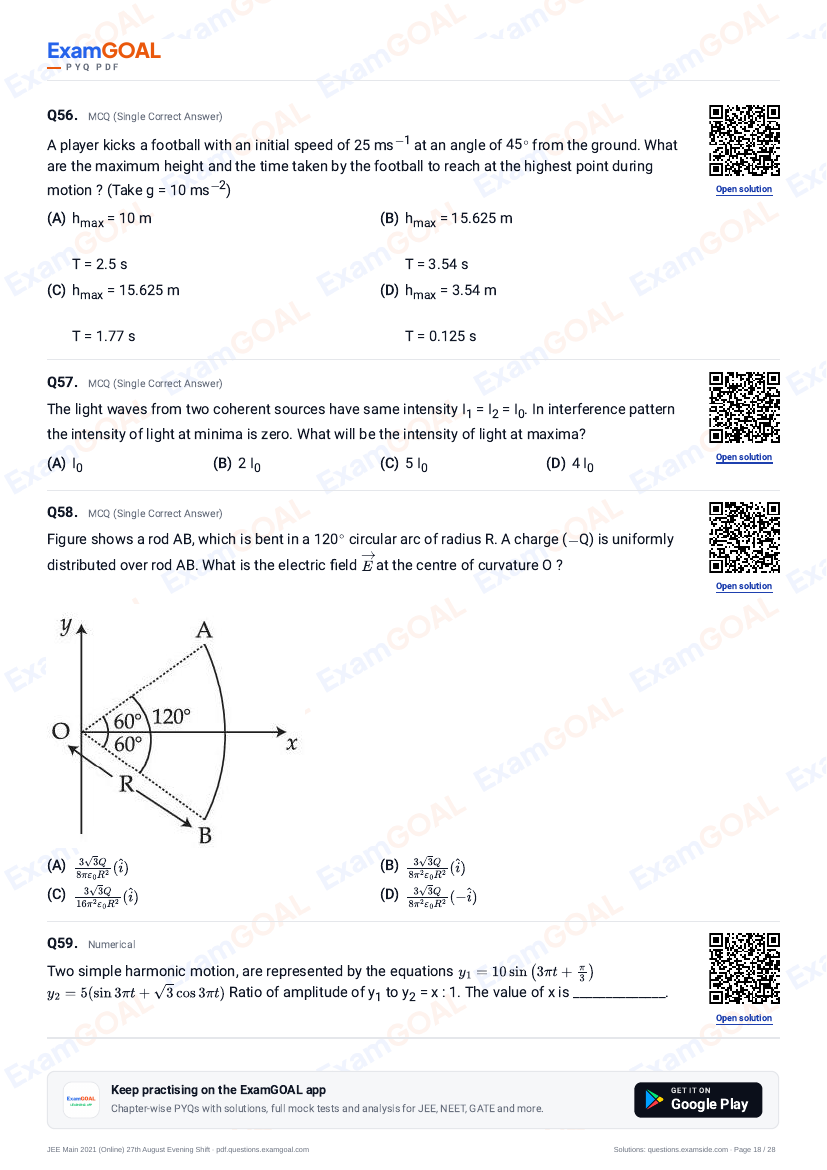 ExamGOAL
PYQ PDF
Q56. MCQ (Single Correct Answer)
A player kicks a football with an initial speed of 25 ms⁻¹ at an angle of 45° from the ground. What
are the maximum height and the time taken by the football to reach at the highest point during
motion ? (Take g = 10 ms⁻²)
Open solution
(A) hmax = 10 m (B) hmax = 15.625 m
T = 2.5 s T = 3.54 s
(C) hmax = 15.625 m (D) hmax = 3.54 m
T = 1.77 s T = 0.125 s
Q57. MCQ (Single Correct Answer)
The light waves from two coherent sources have same intensity I₁ = I₂ = I₀. In interference pattern
the intensity of light at minima is zero. What will be the intensity of light at maxima?
Open solution
(A) I₀ (B) 2 I₀ (C) 5 I₀ (D) 4 I₀
Q58. MCQ (Single Correct Answer)
Figure shows a rod AB, which is bent in a 120° circular arc of radius R. A charge (−Q) is uniformly
distributed over rod AB. What is the electric field E⃗ at the centre of curvature O ?
Open solution
y
A
60° 120°
O
60°
x
R
B
(A) 3√3Q/8πε₀R² (î) (B) 3√3Q/8π²ε₀R² (î)
(C) 3√3Q/16π²ε₀R² (î) (D) 3√3Q/8π²ε₀R² (−î)
Q59. Numerical
Two simple harmonic motion, are represented by the equations y₁ = 10 sin (3πt + π/3)
y₂ = 5(sin 3πt + √3 cos 3πt) Ratio of amplitude of y₁ to y₂ = x : 1. The value of x is ______________.
Open solution
ExamGOAL
Keep practising on the ExamGOAL app
Chapter-wise PYQs with solutions, full mock tests and analysis for JEE, NEET, GATE and more.
GET IT ON
Google Play
JEE Main 2021 (Online) 27th August Evening Shift · pdf.questions.examgoal.com Solutions: questions.examside.com · Page 18 / 28